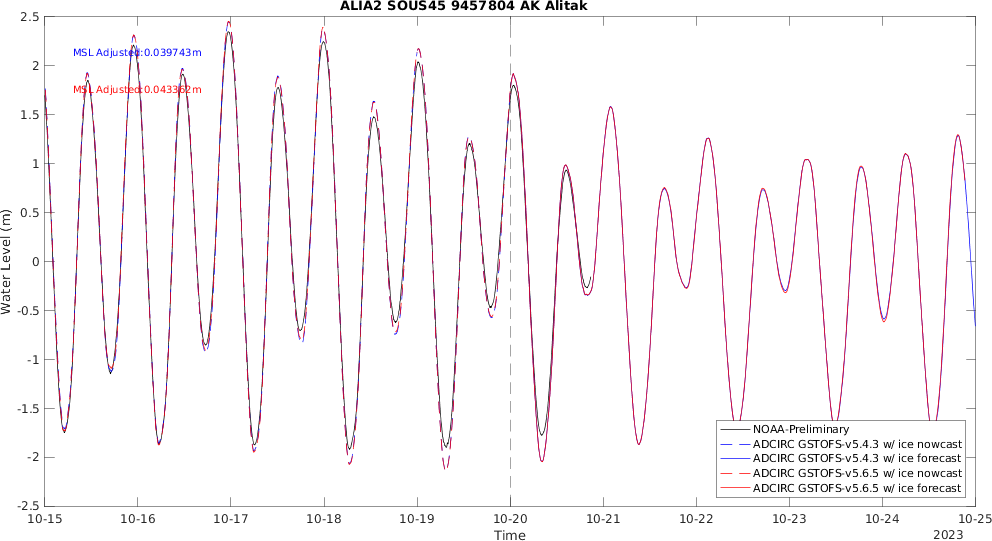 ALIA2 SOUS45 9457804 AK Alitak
MSL Adjusted:0.039743m
MSL Adjusted:0.043362m
Water Level (m)
2.5
2
1.5
1
0.5
0
-0.5
-1
-1.5
-2
-2.5
10-15 10-16 10-17 10-18 10-19 10-20 10-21 10-22 10-23 10-24 10-25
Time
2023
NOAA-Preliminary
ADCIRC GSTOFS-v5.4.3 w/ ice nowcast
ADCIRC GSTOFS-v5.4.3 w/ ice forecast
ADCIRC GSTOFS-v5.6.5 w/ ice nowcast
ADCIRC GSTOFS-v5.6.5 w/ ice forecast